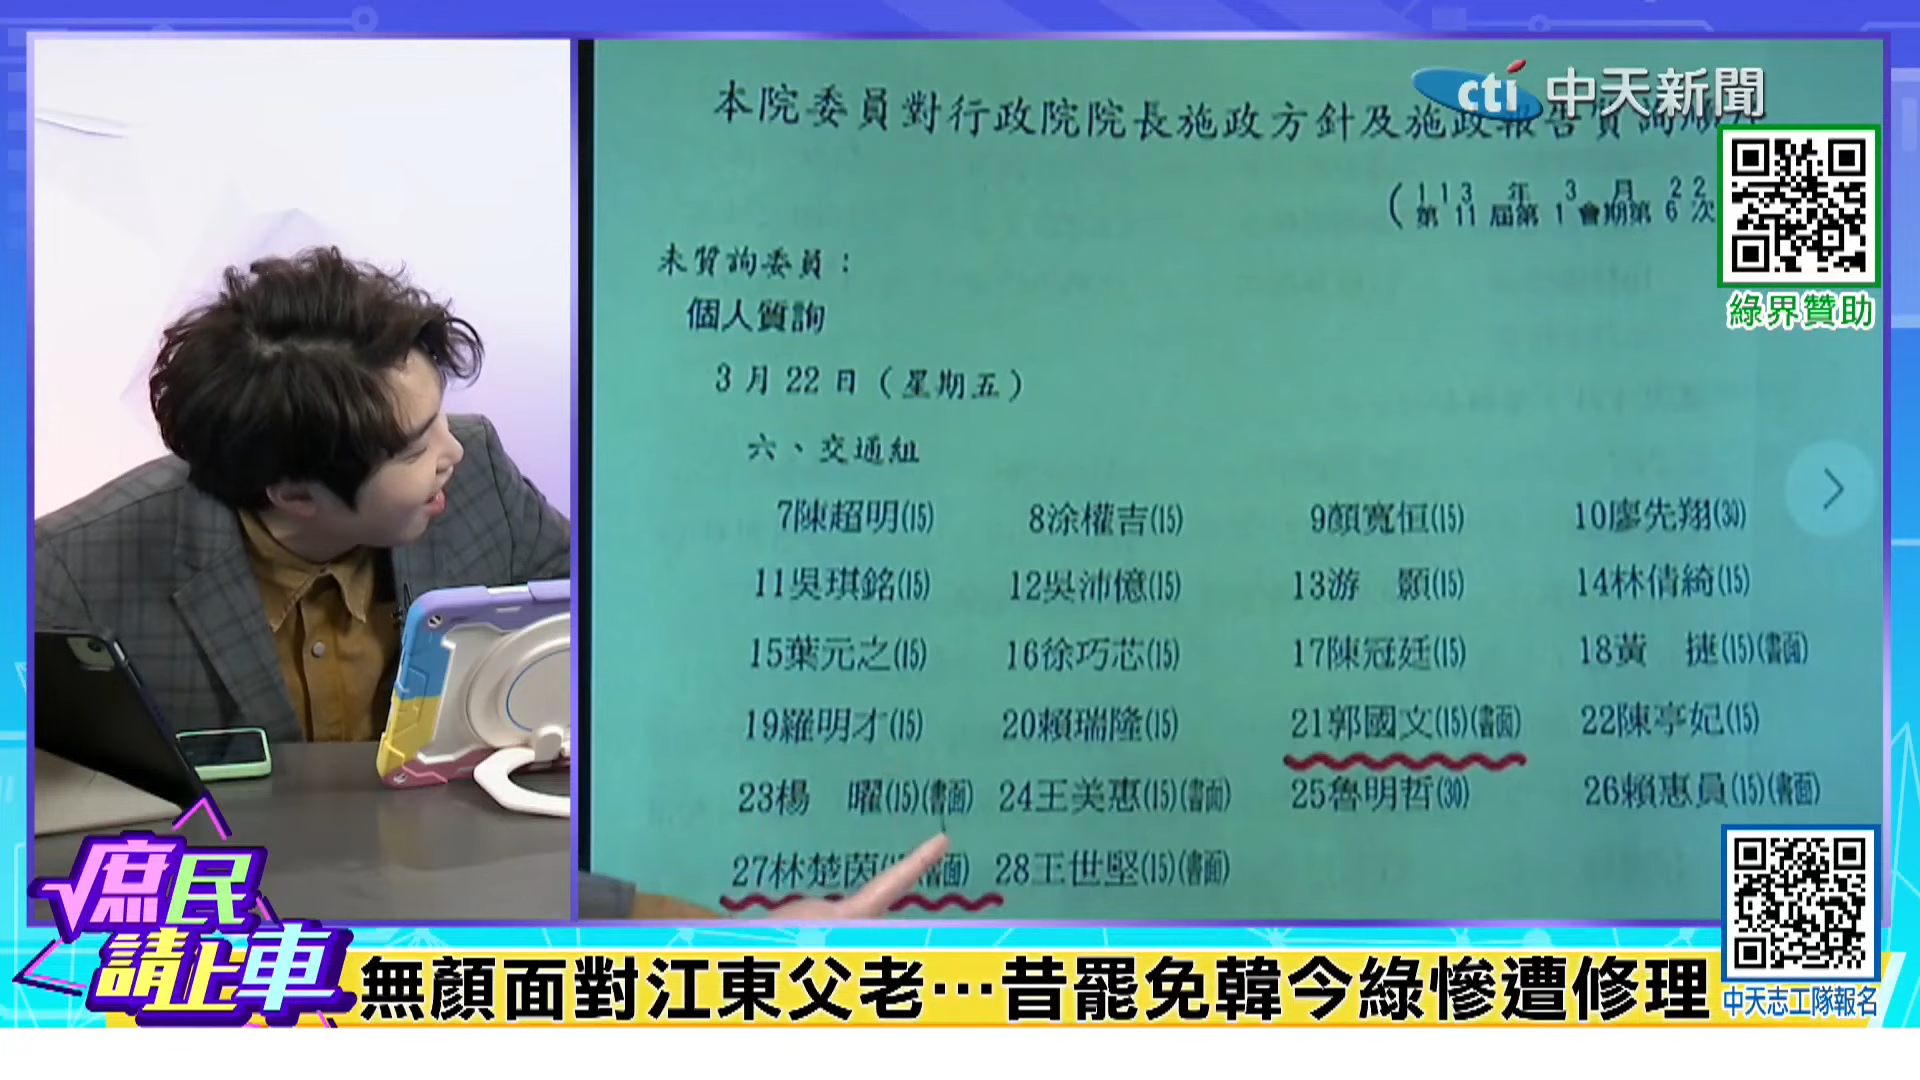 cti 中天新聞
本院委員對行政院院長施政方針及施政報告質詢順
113年3月22
(第11屆第1會期第6次
綠界贊助
未質詢委員：
個人質詢
3月22日(星期五)
六、交通組
7陳超明(15) 8涂權吉(15) 9顏寬恒(15) 10廖先翔(30)
11吳琪銘(15) 12吳沛憶(15) 13游　顥(15) 14林倩綺(15)
15葉元之(15) 16徐巧芯(15) 17陳冠廷(15) 18黃　捷(15)(書面)
19羅明才(15) 20賴瑞隆(15) 21郭國文(15)(書面) 22陳亭妃(15)
23楊　曜(15)(書面) 24王美惠(15)(書面) 25魯明哲(30) 26賴惠員(15)(書面)
27林楚茵 書面) 28王世堅(15)(書面)
庶民
請上車
無顏面對江東父老…昔罷免韓今綠慘遭修理
中天志工隊報名